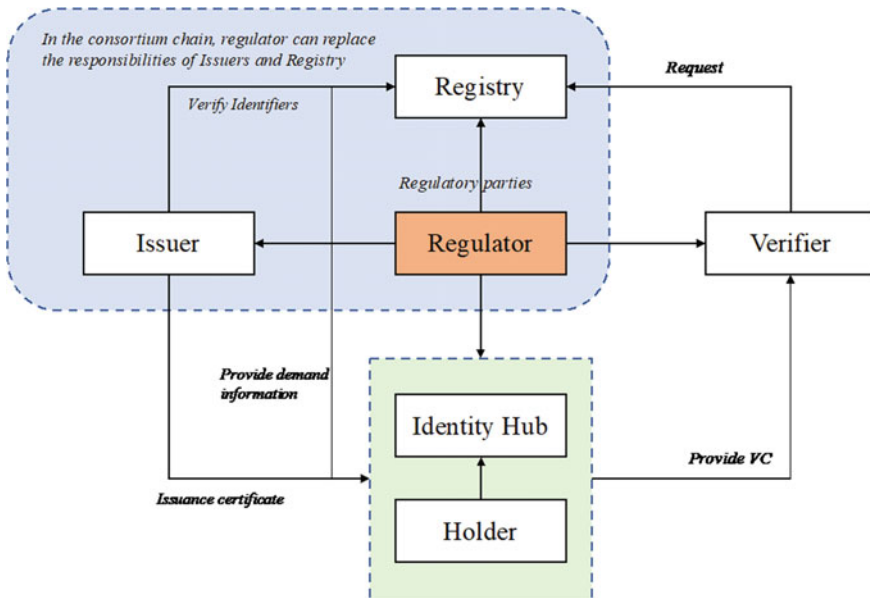 In the consortium chain, regulator can replace
the responsibilities of Issuers and Registry
Registry
Request
Verify Identifiers
Regulatory parties
Issuer
Regulator
Verifier
Provide demand
information
Identity Hub
Provide VC
Issuance certificate
Holder